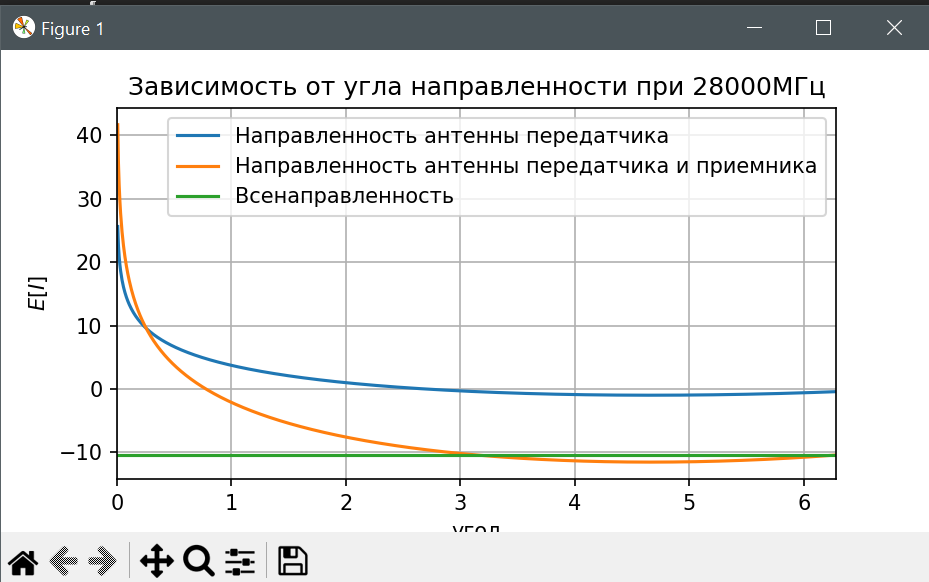 Figure 1
Зависимость от угла направленности при 28000МГц
Направленность антенны передатчика
Направленность антенны передатчика и приемника
Всенаправленность
E[I]
40
30
20
10
0
−10
0 1 2 3 4 5 6